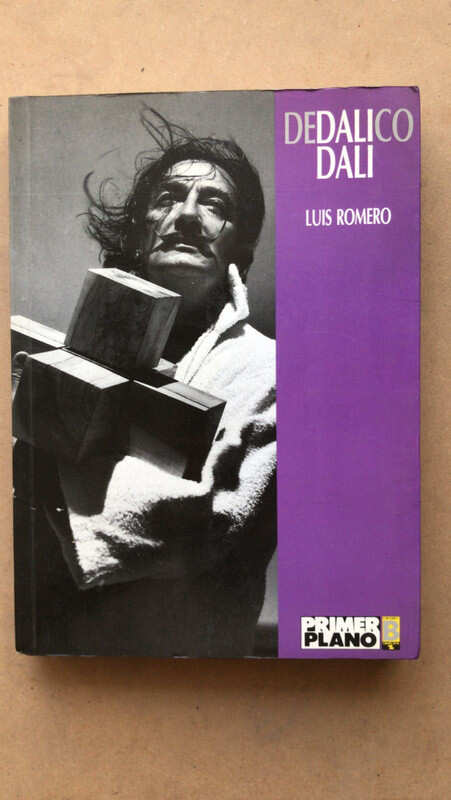 DEDALICO
DALI
LUIS ROMERO
PRIMER
PLANO
B